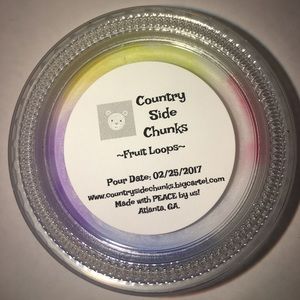 Country
Side
Chunks
~Fruit Loops~
Pour Date: 02/25/2017
www.countrysidechunks.bigcartel.com
Made with PEACE by us!
Atlanta, GA.